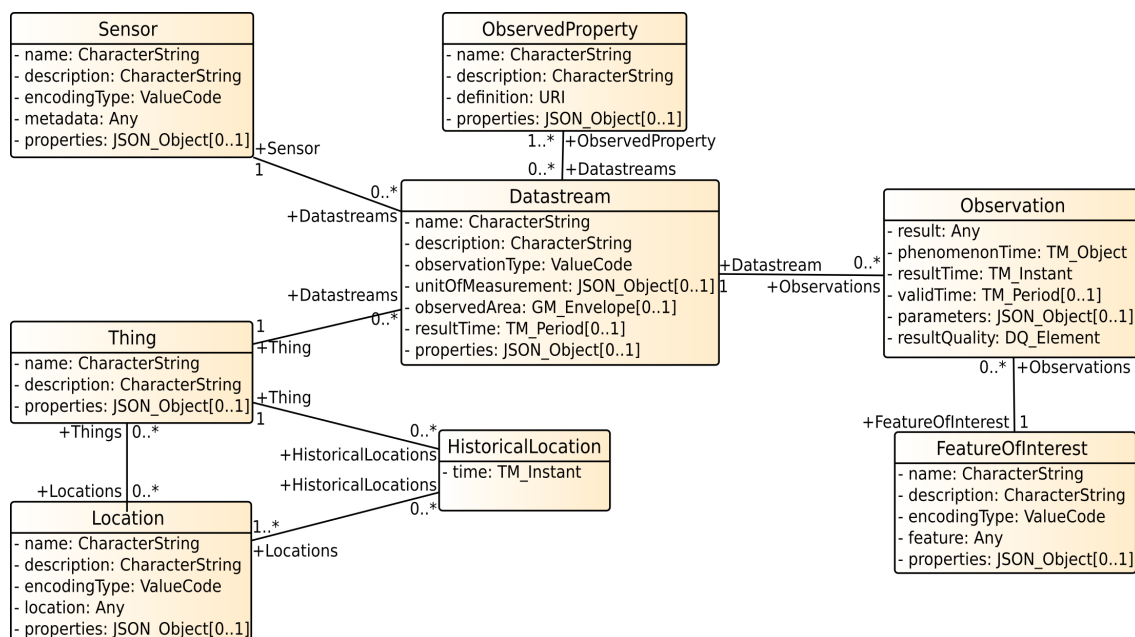 Sensor
- name: CharacterString
- description: CharacterString
- encodingType: ValueCode
- metadata: Any
- properties: JSON_Object[0..1]
ObservedProperty
- name: CharacterString
- description: CharacterString
- definition: URI
- properties: JSON_Object[0..1]
+Sensor
1
0..*
+Datastreams
1..*
+ObservedProperty
0..*
+Datastreams
Datastream
- name: CharacterString
- description: CharacterString
- observationType: ValueCode
- unitOfMeasurement: JSON_Object[0..1]
- observedArea: GM_Envelope[0..1]
- resultTime: TM_Period[0..1]
- properties: JSON_Object[0..1]
+Datastream
1
0..*
+Observations
Observation
- result: Any
- phenomenonTime: TM_Object
- resultTime: TM_Instant
- validTime: TM_Period[0..1]
- parameters: JSON_Object[0..1]
- resultQuality: DQ_Element
+Datastreams
0..*
1
+Thing
Thing
- name: CharacterString
- description: CharacterString
- properties: JSON_Object[0..1]
+Thing
1
0..*
+HistoricalLocations
HistoricalLocation
- time: TM_Instant
+HistoricalLocations
0..*
1..*
+Locations
+Things
0..*
+Locations
0..*
Location
- name: CharacterString
- description: CharacterString
- encodingType: ValueCode
- location: Any
- properties: JSON_Object[0..1]
0..*
+Observations
+FeatureOfInterest
1
FeatureOfInterest
- name: CharacterString
- description: CharacterString
- encodingType: ValueCode
- feature: Any
- properties: JSON_Object[0..1]